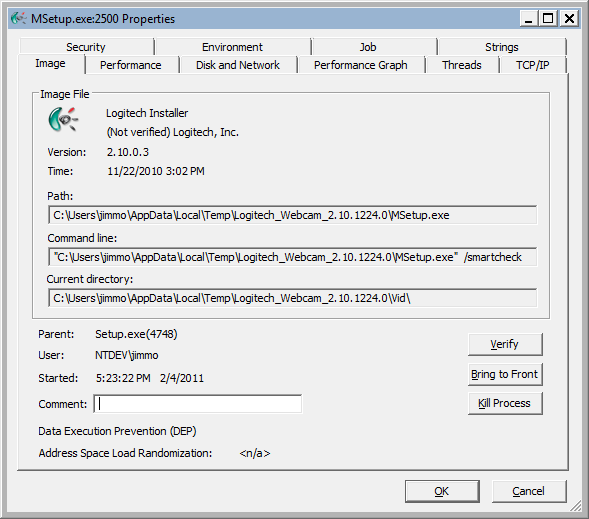 MSetup.exe:2500 Properties
Security Environment Job Strings
Image Performance Disk and Network Performance Graph Threads TCP/IP
Image File
Logitech Installer
(Not verified) Logitech, Inc.
Version: 2.10.0.3
Time: 11/22/2010 3:02 PM
Path:
C:\Users\jimmo\AppData\Local\Temp\Logitech_Webcam_2.10.1224.0\MSetup.exe
Command line:
"C:\Users\jimmo\AppData\Local\Temp\Logitech_Webcam_2.10.1224.0\MSetup.exe" /smartcheck
Current directory:
C:\Users\jimmo\AppData\Local\Temp\Logitech_Webcam_2.10.1224.0\Vid\
Parent: Setup.exe(4748)
User: NTDEV\jimmo
Verify
Started: 5:23:22 PM 2/4/2011
Bring to Front
Comment:
Kill Process
Data Execution Prevention (DEP)
Address Space Load Randomization: <n/a>
OK Cancel